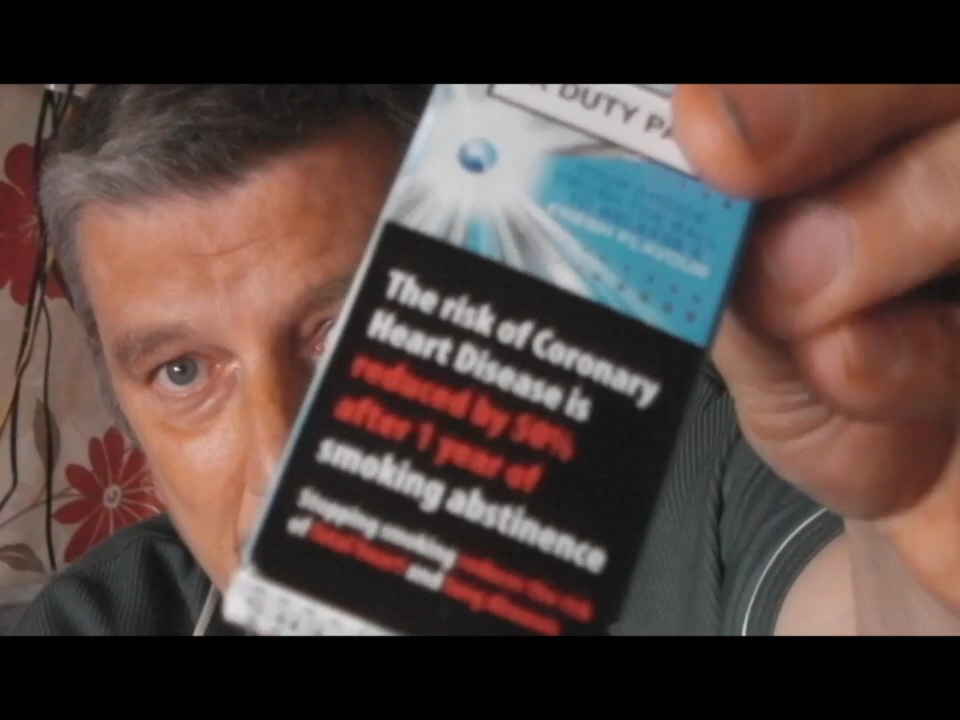 DUTY
The risk of Coronary
Heart Disease is
reduced by 50%
after 1 year of
smoking abstinence
Stopping smoking reduces the risk
of fatal heart and lung diseases